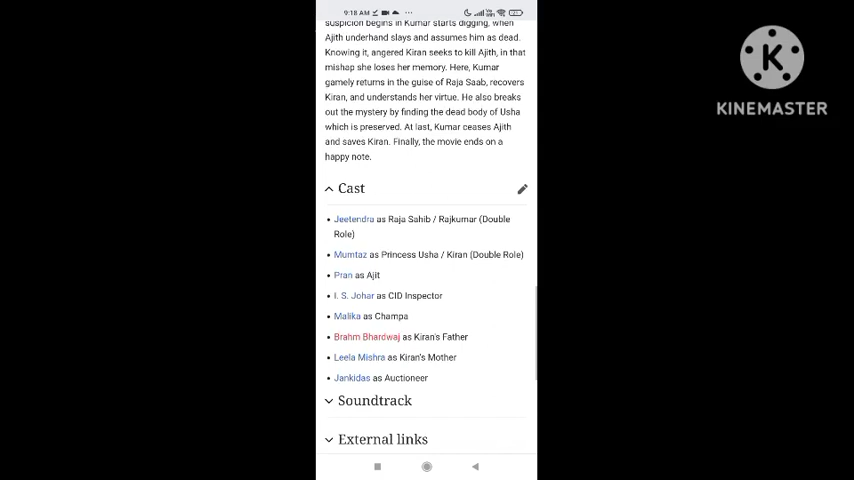 9:18 AM
K
KINEMASTER
suspicion begins in Kumar starts digging, when
Ajith underhand slays and assumes him as dead.
Knowing it, angered Kiran seeks to kill Ajith, in that
mishap she loses her memory. Here, Kumar
gamely returns in the guise of Raja Saab, recovers
Kiran, and understands her virtue. He also breaks
out the mystery by finding the dead body of Usha
which is preserved. At last, Kumar ceases Ajith
and saves Kiran. Finally, the movie ends on a
happy note.
Cast
• Jeetendra as Raja Sahib / Rajkumar (Double
Role)
• Mumtaz as Princess Usha / Kiran (Double Role)
• Pran as Ajit
• I. S. Johar as CID Inspector
• Malika as Champa
• Brahm Bhardwaj as Kiran's Father
• Leela Mishra as Kiran's Mother
• Jankidas as Auctioneer
Soundtrack
External links